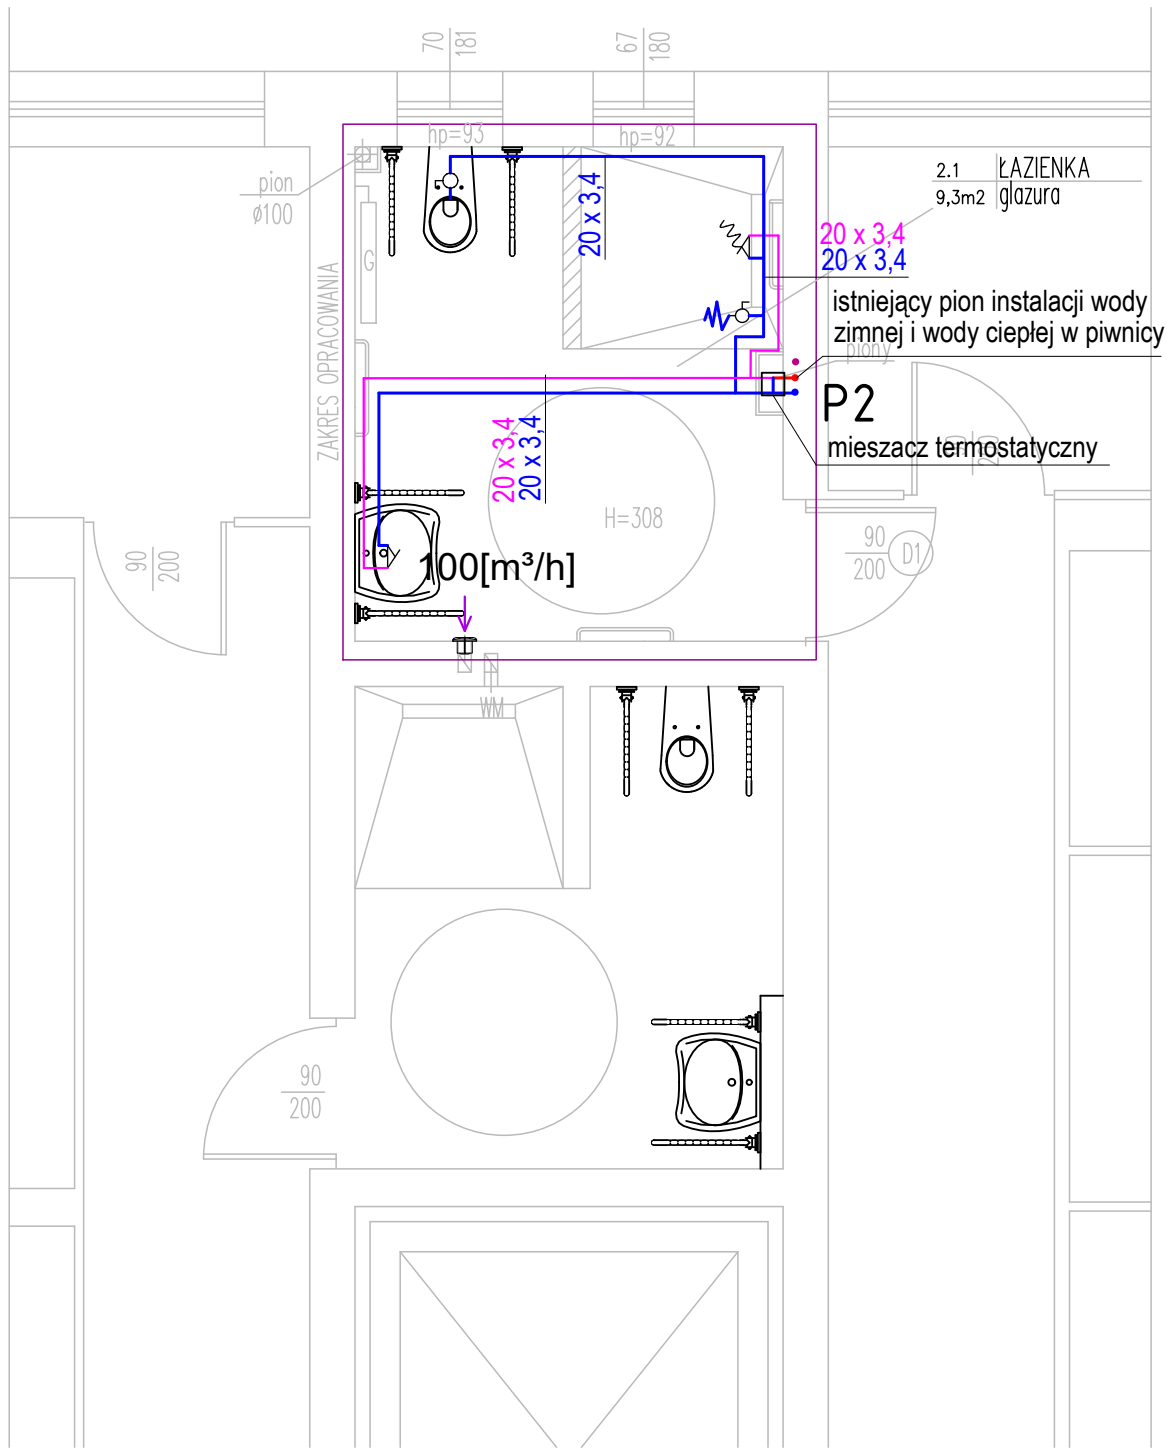 70
181
67
180
hp=93
hp=92
pion
ø100
ZAKRES OPRACOWANIA
G
20 x 3,4
2.1 ŁAZIENKA
9,3m2 glazura
20 x 3,4
20 x 3,4
istniejący pion instalacji wody
zimnej i wody ciepłej w piwnicy
piony
P2
mieszacz termostatyczny
20 x 3,4
20 x 3,4
H=308
90
200
D1
90
200
100[m³/h]
WM
90
200